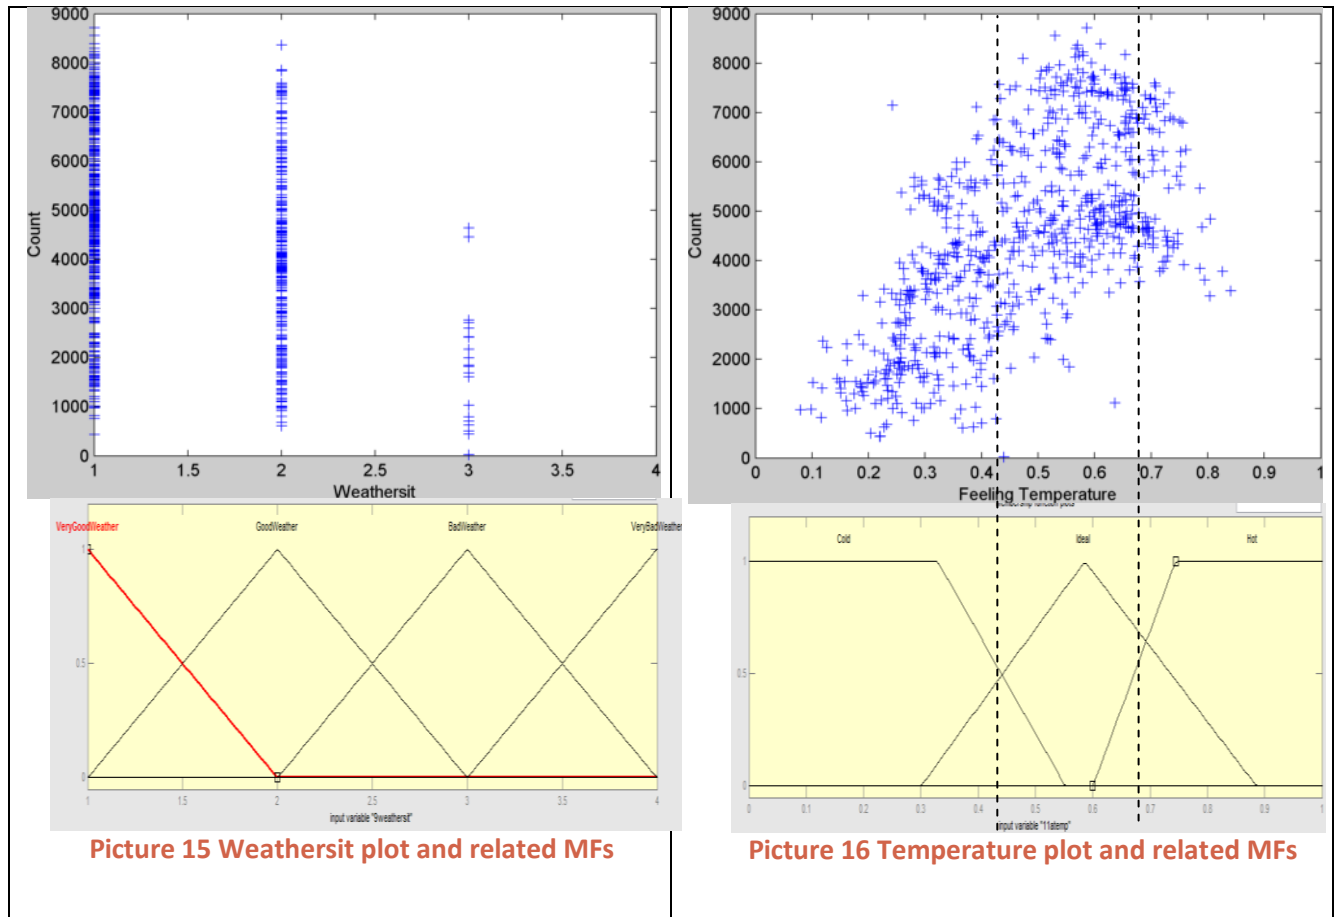 9000
8000
7000
6000
5000
4000
3000
2000
1000
0
Count
1 1.5 2 2.5 3 3.5 4
Weathersit
VeryGoodWeather GoodWeather BadWeather VeryBadWeather
1
0.5
0
1 1.5 2 2.5 3 3.5 4
input variable "9weathersit"
Picture 15 Weathersit plot and related MFs
9000
8000
7000
6000
5000
4000
3000
2000
1000
0
Count
0 0.1 0.2 0.3 0.4 0.5 0.6 0.7 0.8 0.9 1
Feeling Temperature
function plots
Cold Ideal Hot
1
0.5
0
0 0.1 0.2 0.3 0.4 0.5 0.6 0.7 0.8 0.9 1
input variable "11atemp"
Picture 16 Temperature plot and related MFs